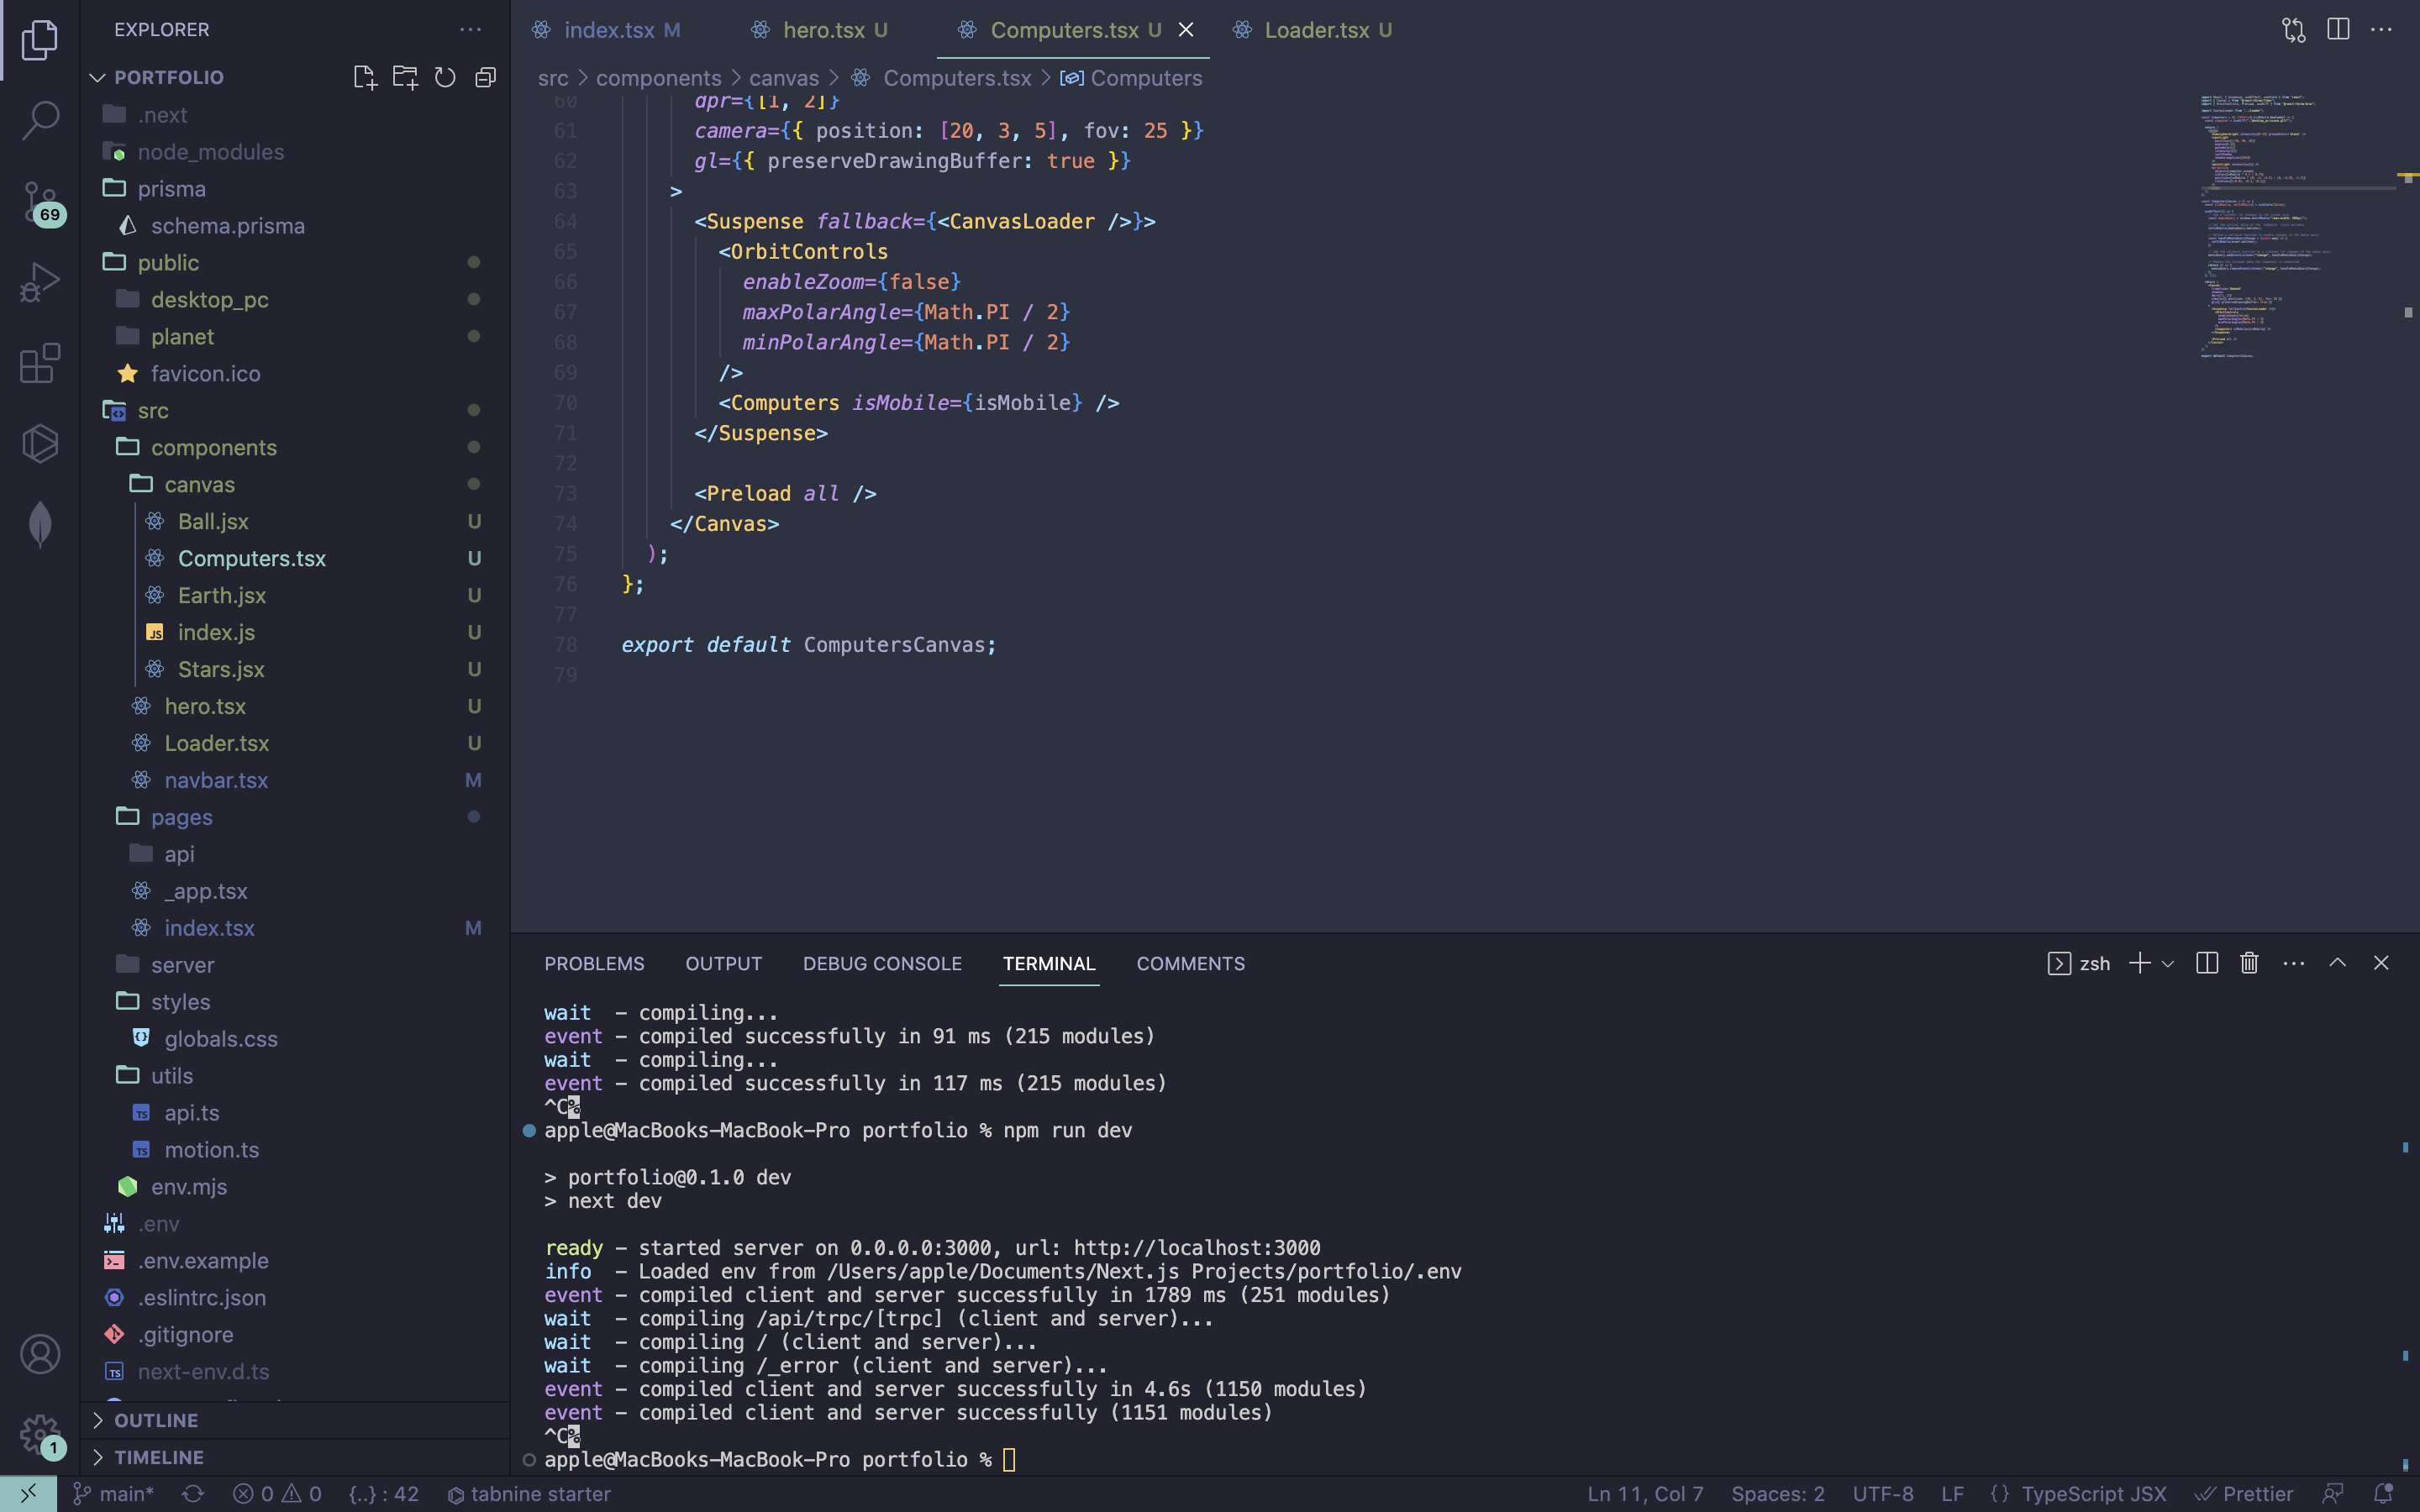 EXPLORER
PORTFOLIO
.next
node_modules
prisma
schema.prisma
public
desktop_pc
planet
favicon.ico
src
components
canvas
Ball.jsx U
Computers.tsx U
Earth.jsx U
index.js U
Stars.jsx U
hero.tsx U
Loader.tsx U
navbar.tsx M
pages
api
_app.tsx
index.tsx M
server
styles
globals.css
utils
api.ts
motion.ts
env.mjs
.env
.env.example
.eslintrc.json
.gitignore
next-env.d.ts
OUTLINE
TIMELINE
69
1
index.tsx M hero.tsx U Computers.tsx U Loader.tsx U
src > components > canvas > Computers.tsx > Computers
60 dpr={[1, 2]}
61 camera={{ position: [20, 3, 5], fov: 25 }}
62 gl={{ preserveDrawingBuffer: true }}
63 >
64 <Suspense fallback={<CanvasLoader />}>
65 <OrbitControls
66 enableZoom={false}
67 maxPolarAngle={Math.PI / 2}
68 minPolarAngle={Math.PI / 2}
69 />
70 <Computers isMobile={isMobile} />
71 </Suspense>
72
73 <Preload all />
74 </Canvas>
75 );
76 };
77
78 export default ComputersCanvas;
79
PROBLEMS OUTPUT DEBUG CONSOLE TERMINAL COMMENTS
zsh
wait - compiling...
event - compiled successfully in 91 ms (215 modules)
wait - compiling...
event - compiled successfully in 117 ms (215 modules)
^C%
apple@MacBooks-MacBook-Pro portfolio % npm run dev
> portfolio@0.1.0 dev
> next dev
ready - started server on 0.0.0.0:3000, url: http://localhost:3000
info - Loaded env from /Users/apple/Documents/Next.js Projects/portfolio/.env
event - compiled client and server successfully in 1789 ms (251 modules)
wait - compiling /api/trpc/[trpc] (client and server)...
wait - compiling / (client and server)...
wait - compiling /_error (client and server)...
event - compiled client and server successfully in 4.6s (1150 modules)
event - compiled client and server successfully (1151 modules)
^C%
apple@MacBooks-MacBook-Pro portfolio %
main* 0 0 {..} : 42 tabnine starter Ln 11, Col 7 Spaces: 2 UTF-8 LF {} TypeScript JSX Prettier